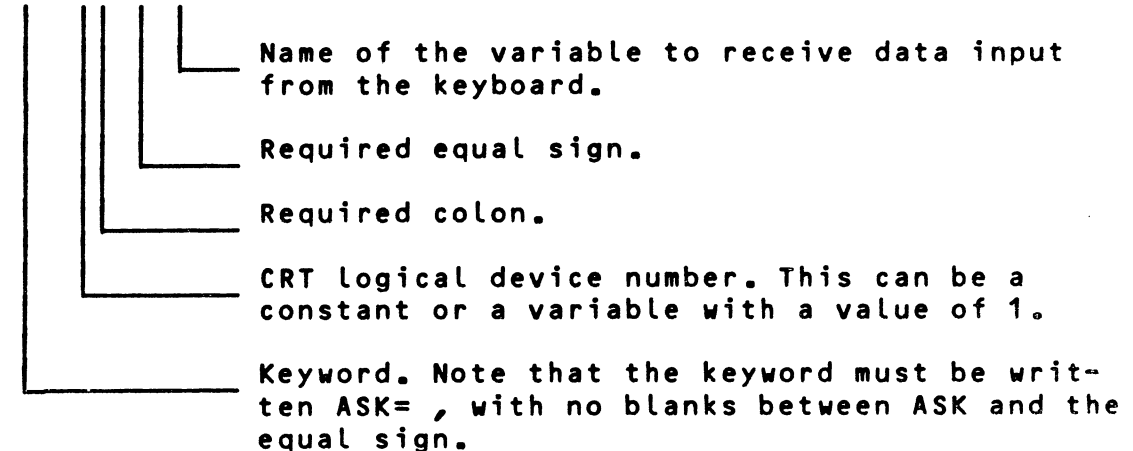 Name of the variable to receive data input
from the keyboard.
Required equal sign.
Required colon.
CRT logical device number. This can be a
constant or a variable with a value of 1.
Keyword. Note that the keyword must be writ-
ten ASK= , with no blanks between ASK and the
equal sign.